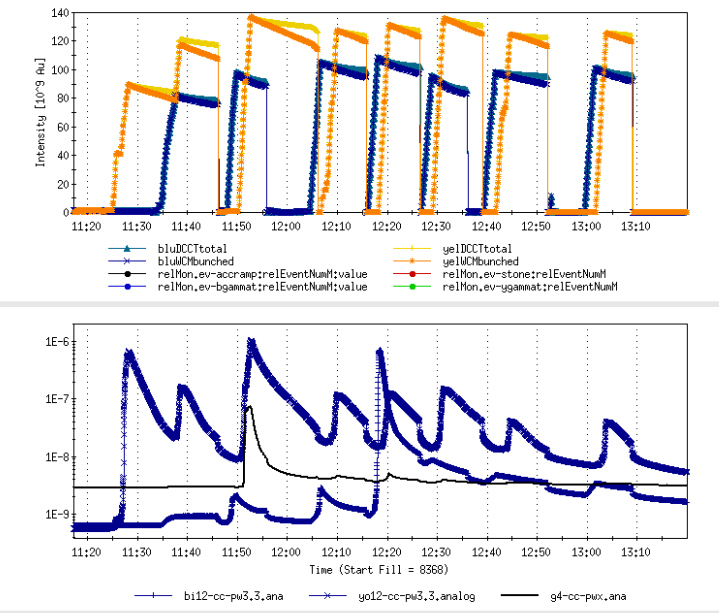 140
120
100
80
60
40
20
0
Intensity [10^9 Au]
11:20 11:30 11:40 11:50 12:00 12:10 12:20 12:30 12:40 12:50 13:00 13:10
bluDCCTtotal yelDCCTtotal
bluWCMbunched yelWCMbunched
relMon.ev-accramp:relEventNumM:value relMon.ev-stone:relEventNumM
relMon.ev-bgammat:relEventNumM:value relMon.ev-ygammat:relEventNumM
1E-6
1E-7
1E-8
1E-9
11:20 11:30 11:40 11:50 12:00 12:10 12:20 12:30 12:40 12:50 13:00 13:10
Time (Start Fill = 8368)
bi12-cc-pw3.3.ana yo12-cc-pw3.3.analog g4-cc-pwx.ana